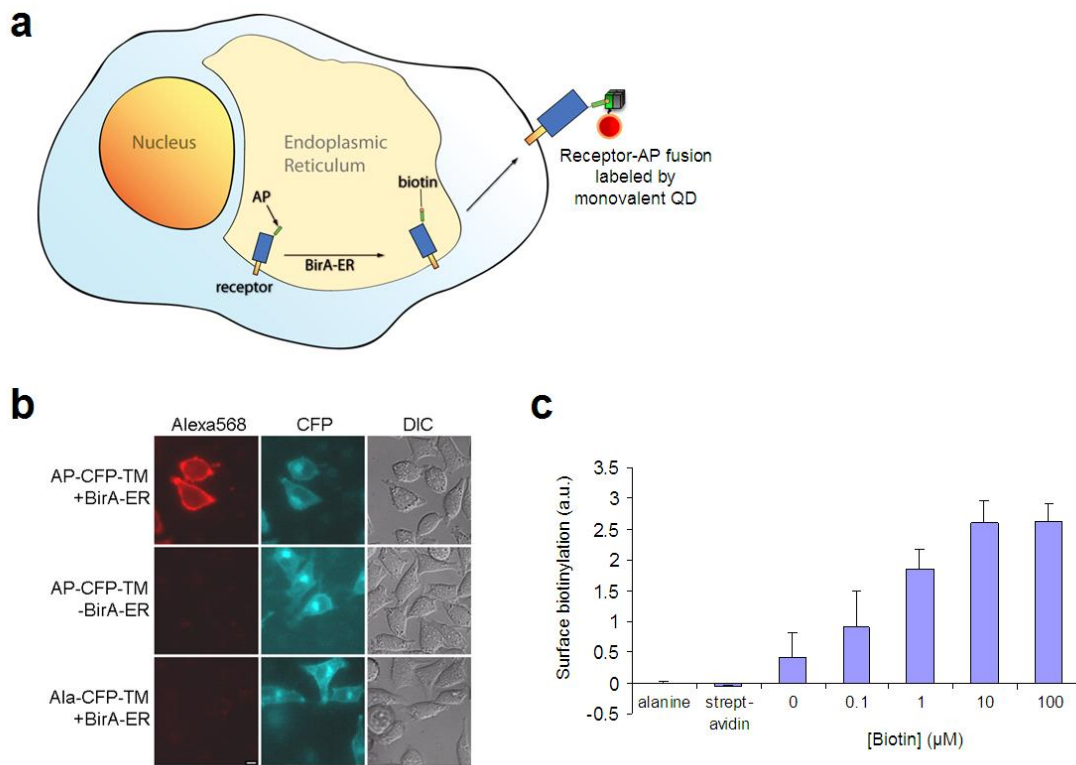 a
Nucleus
Endoplasmic
Reticulum
AP
biotin
BirA-ER
receptor
Receptor-AP fusion
labeled by
monovalent QD
b
Alexa568 CFP DIC
AP-CFP-TM
+BirA-ER
AP-CFP-TM
-BirA-ER
Ala-CFP-TM
+BirA-ER
c
Surface biotinylation (a.u.)
3.5
3
2.5
2
1.5
1
0.5
0
-0.5
alanine strept- 0 0.1 1 10 100
avidin
[Biotin] (µM)